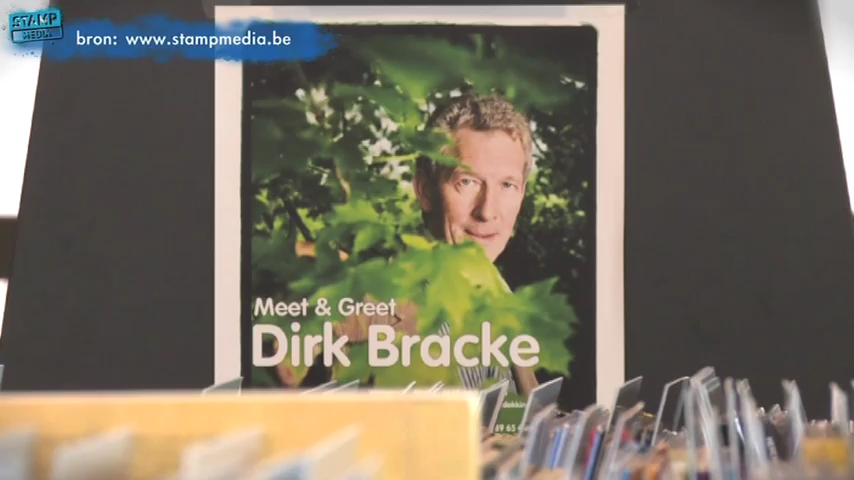 STAMP
MEDIA
bron: www.stampmedia.be
Meet & Greet
Dirk Bracke